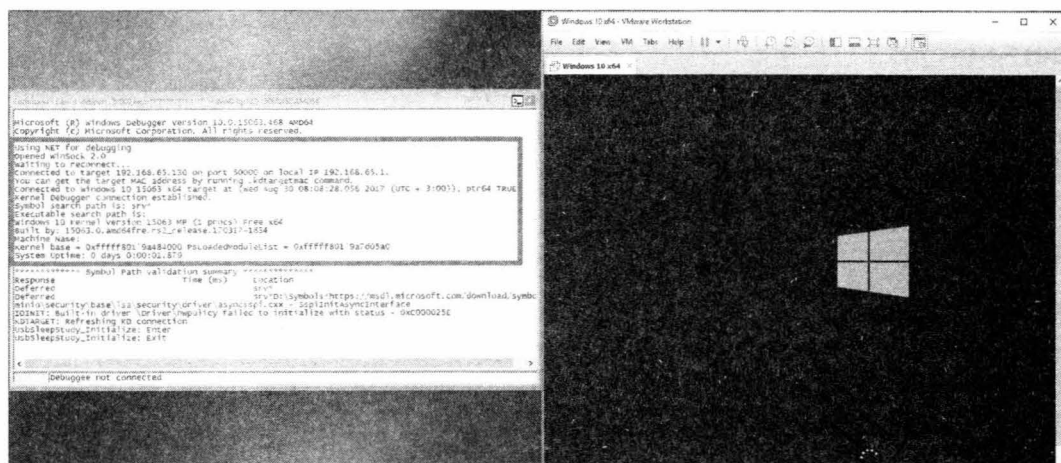 Microsoft (R) Windows Debugger Version 10.0.15063.468 AMD64
Copyright (c) Microsoft Corporation. All rights reserved.
Using NET for debugging
Opened WinSock 2.0
Waiting to reconnect...
Connected to target 192.168.65.130 on port 50000 on local IP 192.168.65.1.
You can get the target MAC address by running .kdtargetmac command.
Connected to Windows 10 15063 x64 target at (Wed Aug 30 08:08:28.056 2017 (UTC + 3:00)), ptr64 TRUE
Kernel Debugger connection established.
Symbol search path is: srv*
Executable search path is:
Windows 10 Kernel Version 15063 MP (1 procs) Free x64
Built by: 15063.0.amd64fre.rs2_release.170317-1834
Machine Name:
Kernel base = PsLoadedModuleList =
System Uptime: 0 days 0:00:01.879
************* Symbol Path validation summary **************
Response Time (ms) Location
Deferred srv*
Deferred srv*D:\Symbols*https://msdl.microsoft.com/download/symbo
minio\security\base\lsa\security\driver\ - SspiInitAsyncInterface
IOINIT: Built-in driver \Driver\ failed to initialize with status - 0xC000025E
KDTARGET: Refreshing KD connection
UsbSleepStudy_Initialize: Enter
UsbSleepStudy_Initialize: Exit
Debuggee not connected
Windows 10 x64 - VMware Workstation
File Edit View VM Tabs Help
Windows 10 x64